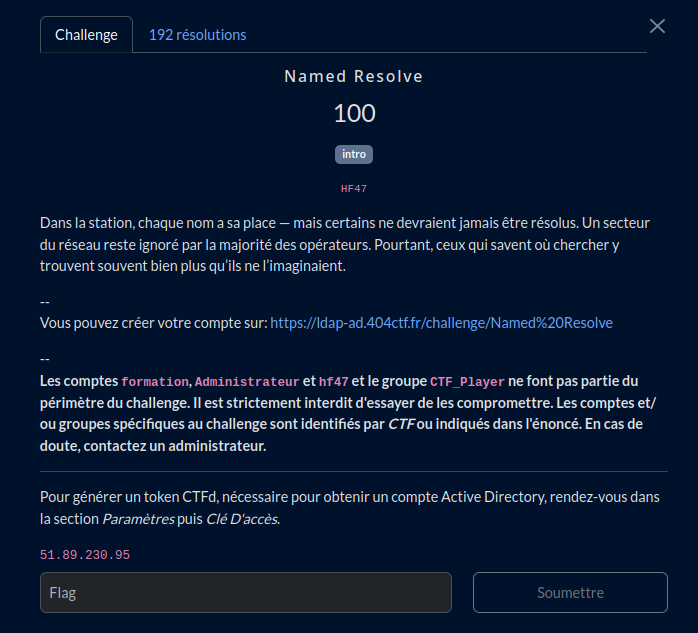 Challenge
192 résolutions
Named Resolve
100
intro
HF47
Dans la station, chaque nom a sa place — mais certains ne devraient jamais être résolus. Un secteur
du réseau reste ignoré par la majorité des opérateurs. Pourtant, ceux qui savent où chercher y
trouvent souvent bien plus qu’ils ne l’imaginaient.
--
Vous pouvez créer votre compte sur: https://ldap-ad.404ctf.fr/challenge/Named%20Resolve
--
Les comptes formation, Administrateur et hf47 et le groupe CTF_Player ne font pas partie du
périmètre du challenge. Il est strictement interdit d'essayer de les compromettre. Les comptes et/
ou groupes spécifiques au challenge sont identifiés par CTF ou indiqués dans l'énoncé. En cas de
doute, contactez un administrateur.
Pour générer un token CTFd, nécessaire pour obtenir un compte Active Directory, rendez-vous dans
la section Paramètres puis Clé D'accès.
51.89.230.95
Flag
Soumettre